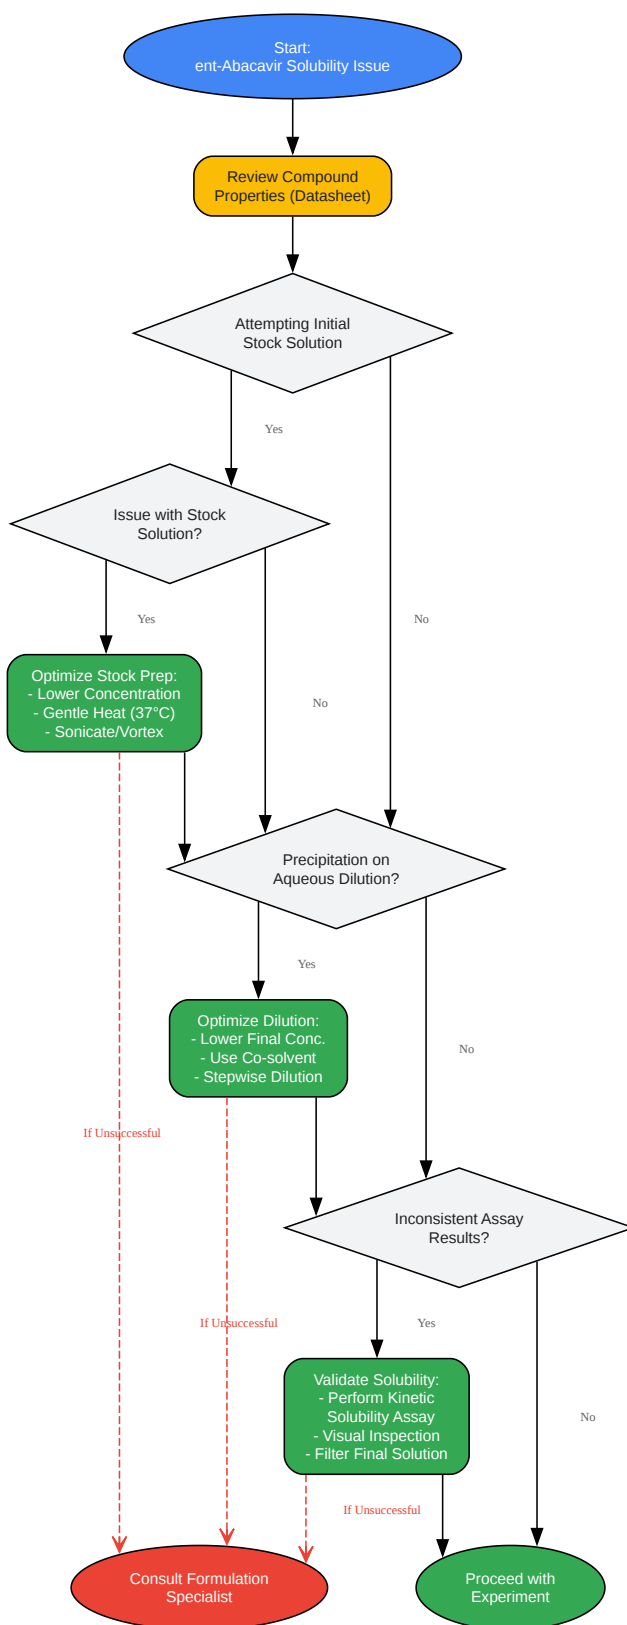 Start:
ent-Abacavir Solubility Issue
Review Compound
Properties (Datasheet)
Attempting Initial
Stock Solution
Yes
Issue with Stock
Solution?
Yes
No
Optimize Stock Prep:
- Lower Concentration
- Gentle Heat (37°C)
- Sonicate/Vortex
No
Precipitation on
Aqueous Dilution?
Yes
Optimize Dilution:
- Lower Final Conc.
- Use Co-solvent
- Stepwise Dilution
No
If Unsuccessful
Inconsistent Assay
Results?
If Unsuccessful
Yes
Validate Solubility:
- Perform Kinetic
Solubility Assay
- Visual Inspection
- Filter Final Solution
No
If Unsuccessful
Consult Formulation
Specialist
Proceed with
Experiment